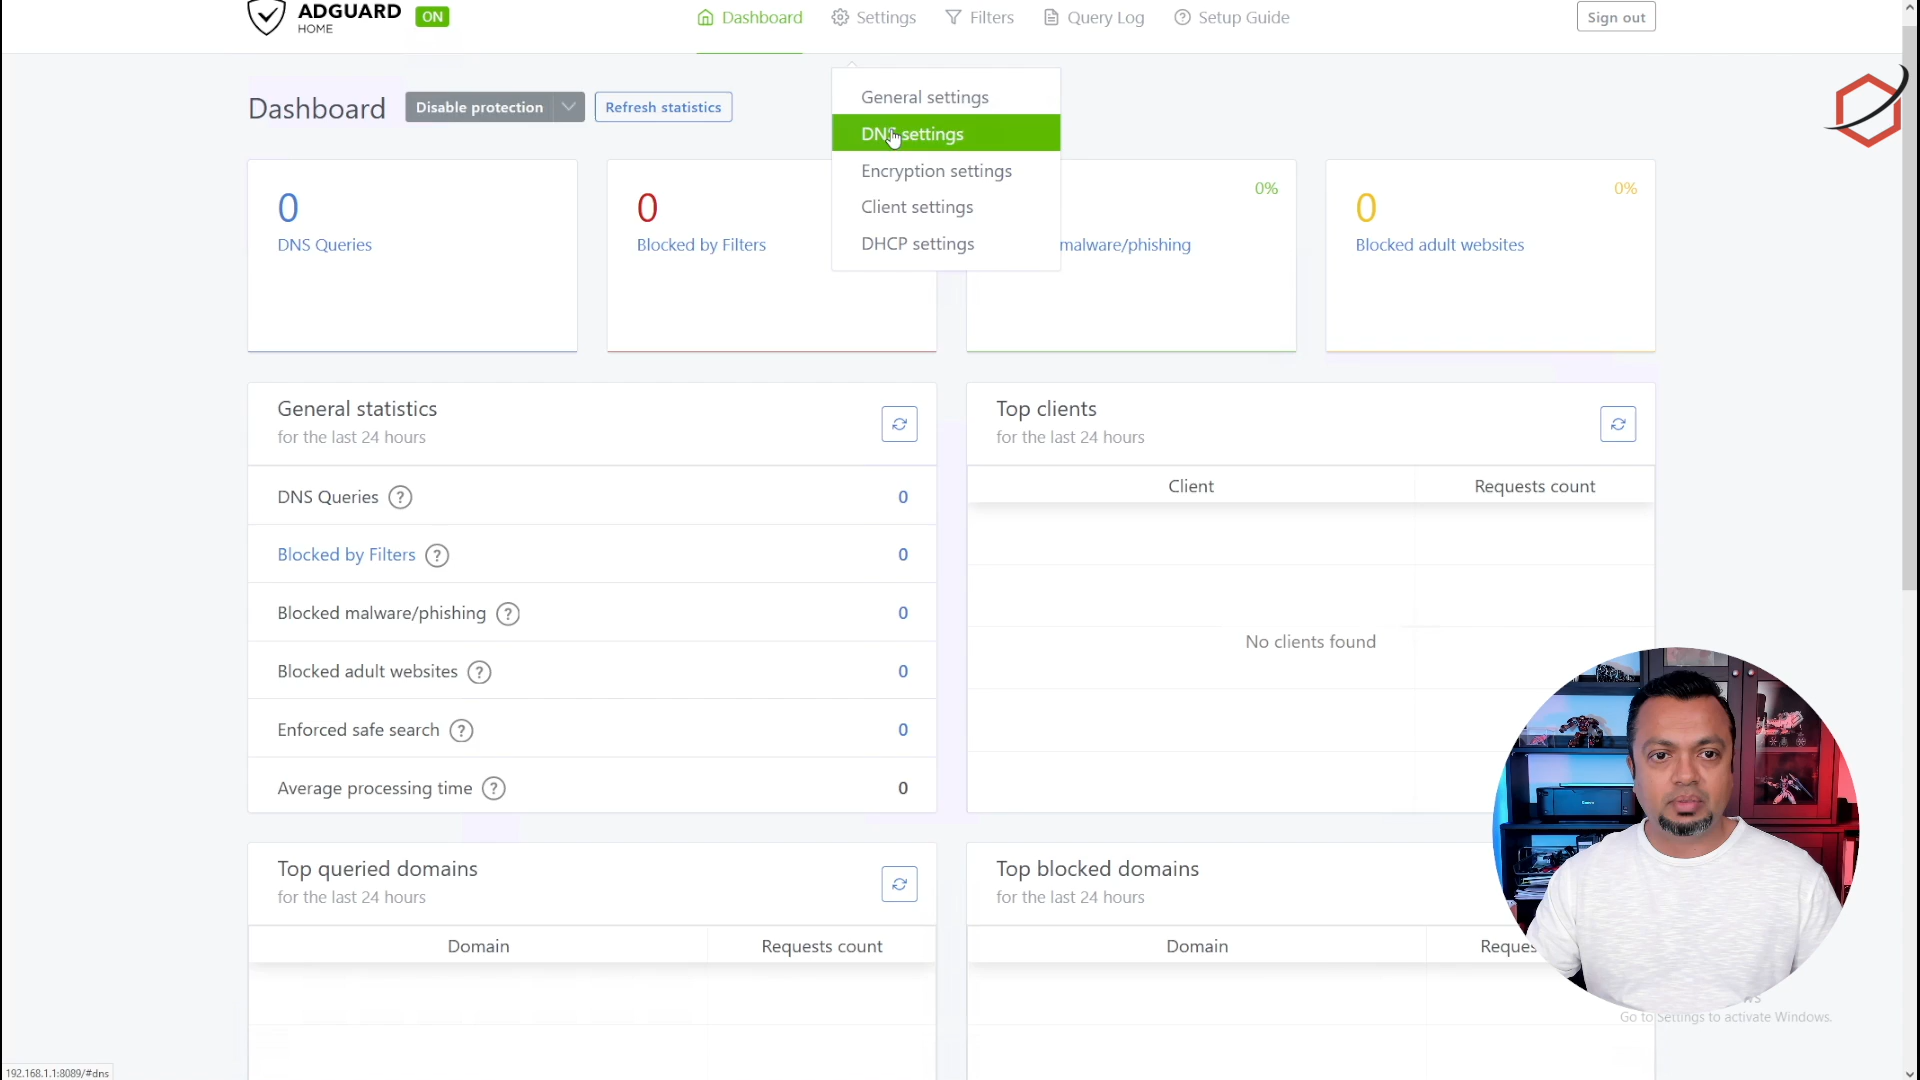 ADGUARD
HOME
ON
Dashboard
Settings
Filters
Query Log
Setup Guide
Sign out
General settings
DNS settings
Encryption settings
Client settings
DHCP settings
Dashboard
Disable protection
Refresh statistics
0
DNS Queries
0
Blocked by Filters
0%
malware/phishing
0%
0
Blocked adult websites
General statistics
for the last 24 hours
DNS Queries ?
0
Blocked by Filters ?
0
Blocked malware/phishing ?
0
Blocked adult websites ?
0
Enforced safe search ?
0
Average processing time ?
0
Top clients
for the last 24 hours
Client
Requests count
No clients found
Top queried domains
for the last 24 hours
Domain
Requests count
Top blocked domains
for the last 24 hours
Domain
Go to Settings to activate Windows.
192.168.1.1:8089/#dns